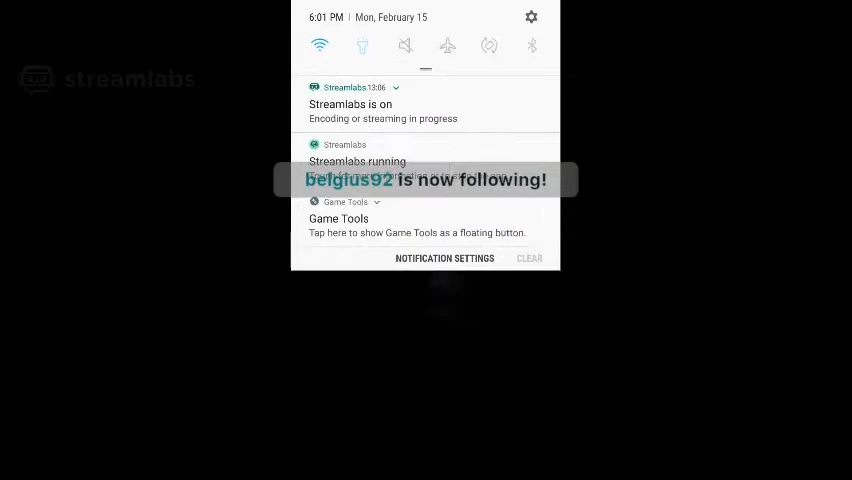 6:01 PM | Mon, February 15
streamlabs
Streamlabs 13:06
Streamlabs is on
Encoding or streaming in progress
Streamlabs
Streamlabs running
belgius92 is now following!
Game Tools
Game Tools
Tap here to show Game Tools as a floating button.
NOTIFICATION SETTINGS CLEAR